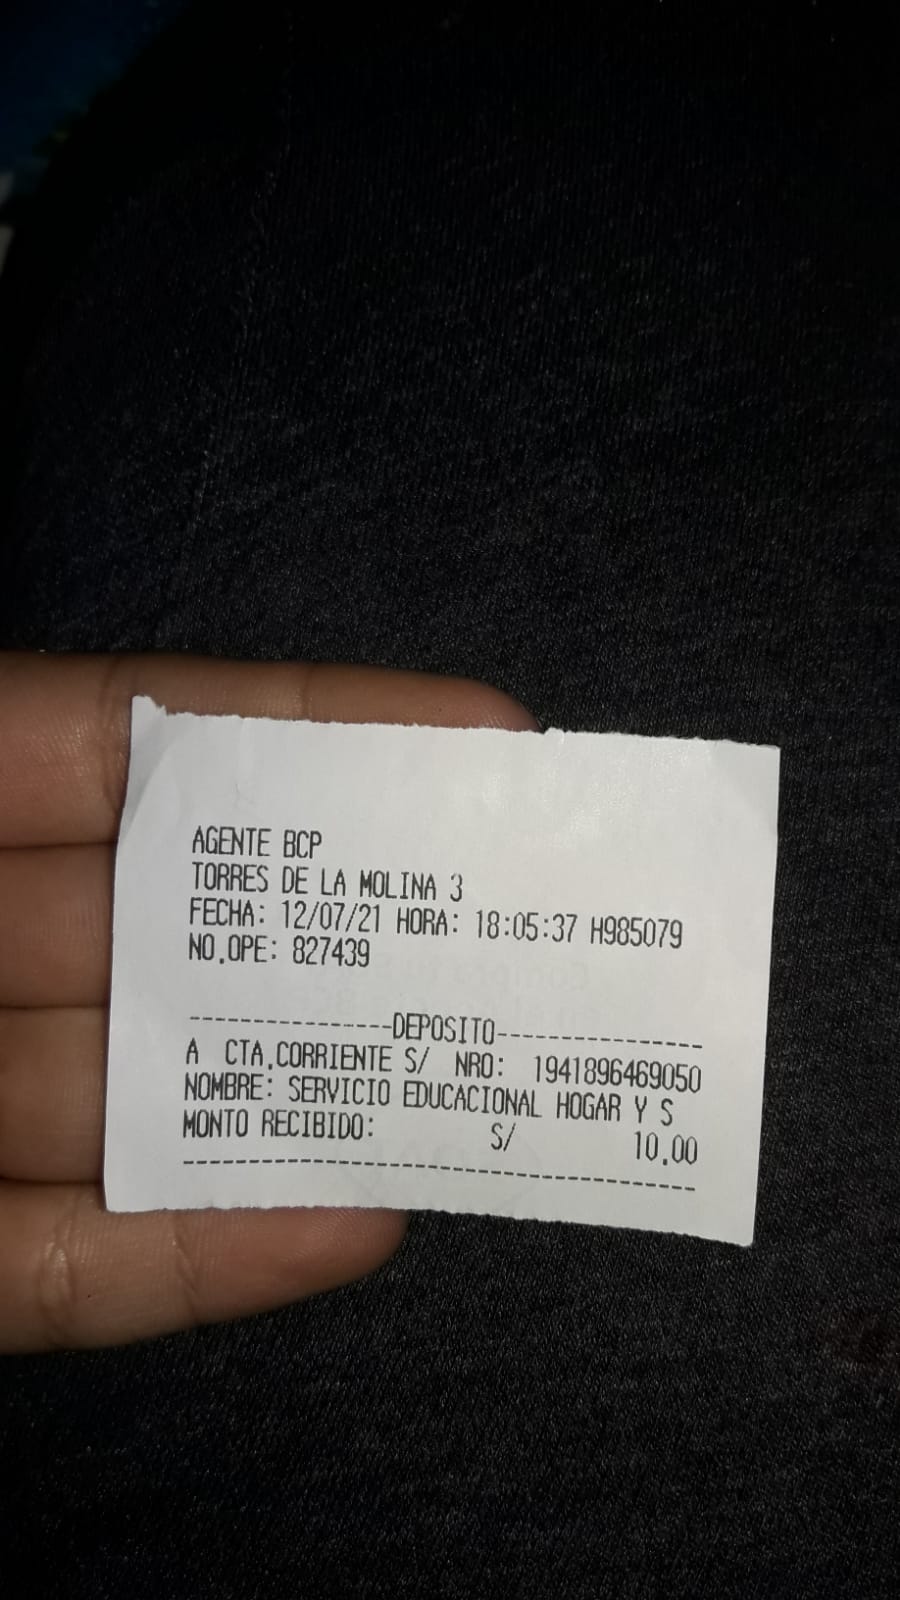 AGENTE BCP
TORRES DE LA MOLINA 3
FECHA: 12/07/21 HORA: 18:05:37 H985079
NO.OPE: 827439
---------------DEPOSITO----------------
A CTA.CORRIENTE S/ NRO: 1941896469050
NOMBRE: SERVICIO EDUCACIONAL HOGAR Y S
MONTO RECIBIDO: S/ 10.00
---------------------------------------